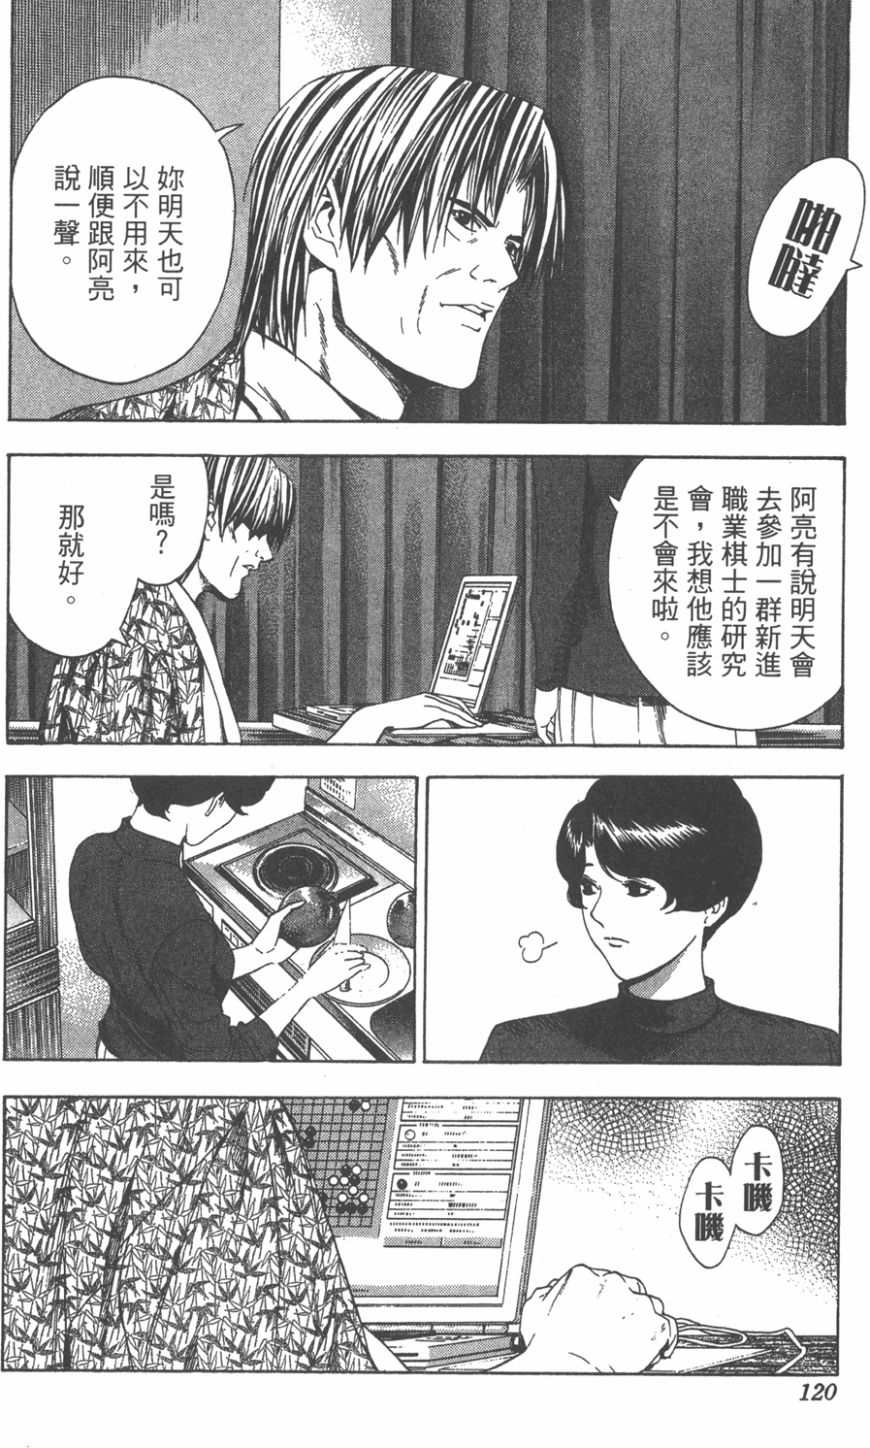 啪
噠
妳明天也可
以不用來，
順便跟阿亮
說一聲。
阿亮有說明天會
去參加一群新進
職業棋士的研究
會，我想他應該
是不會來啦。
是嗎？
那就好。
卡嘰
卡嘰
120